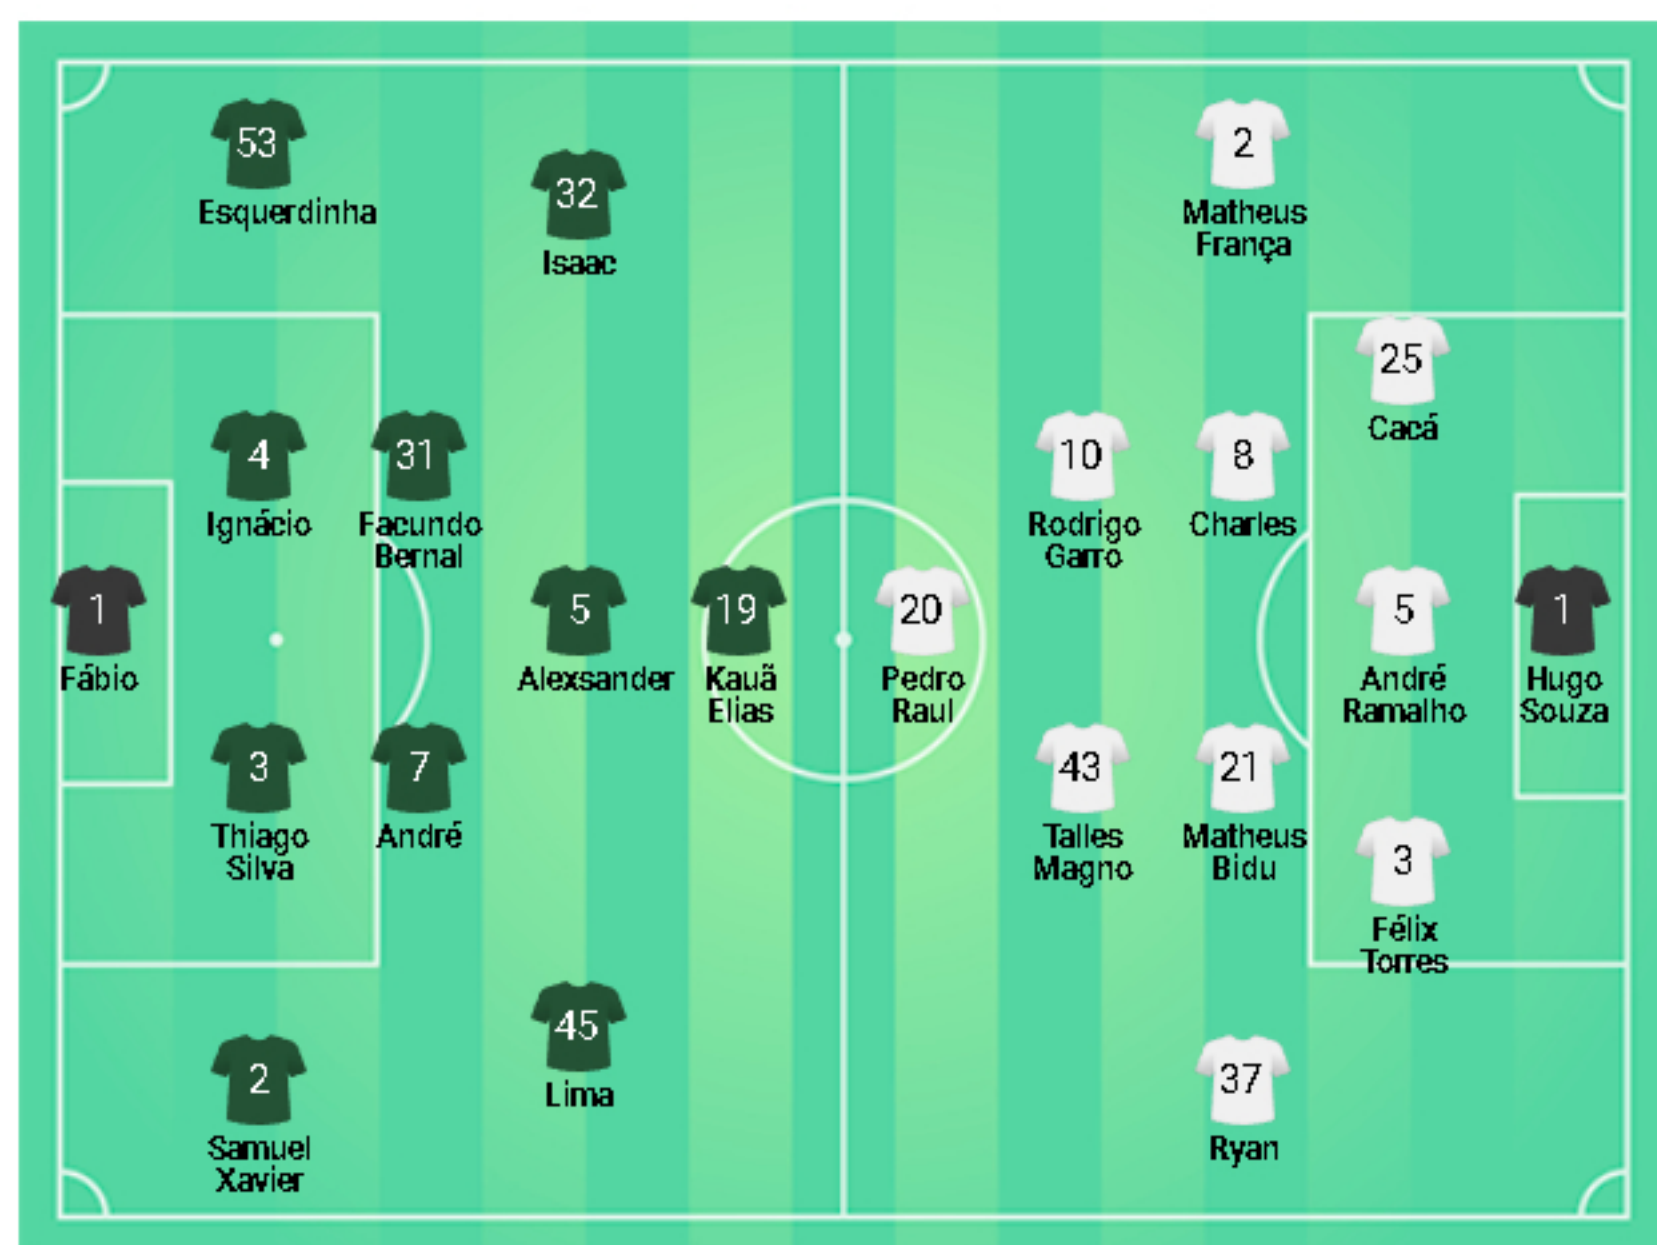 53
Esquerdinha
32
Isaac
4
Ignácio
31
Facundo
Bernal
1
Fábio
5
Alexsander
19
Kauã
Elias
3
Thiago
Silva
7
André
45
Lima
2
Samuel
Xavier
2
Matheus
França
25
Cacá
10
Rodrigo
Garro
8
Charles
20
Pedro
Raul
5
André
Ramalho
1
Hugo
Souza
43
Talles
Magno
21
Matheus
Bidu
3
Félix
Torres
37
Ryan